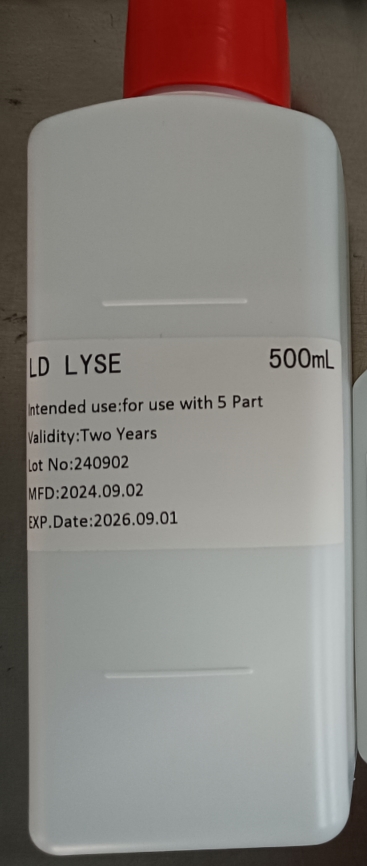 LD LYSE 500mL
Intended use:for use with 5 Part
Validity:Two Years
Lot No:240902
MFD:2024.09.02
EXP.Date:2026.09.01